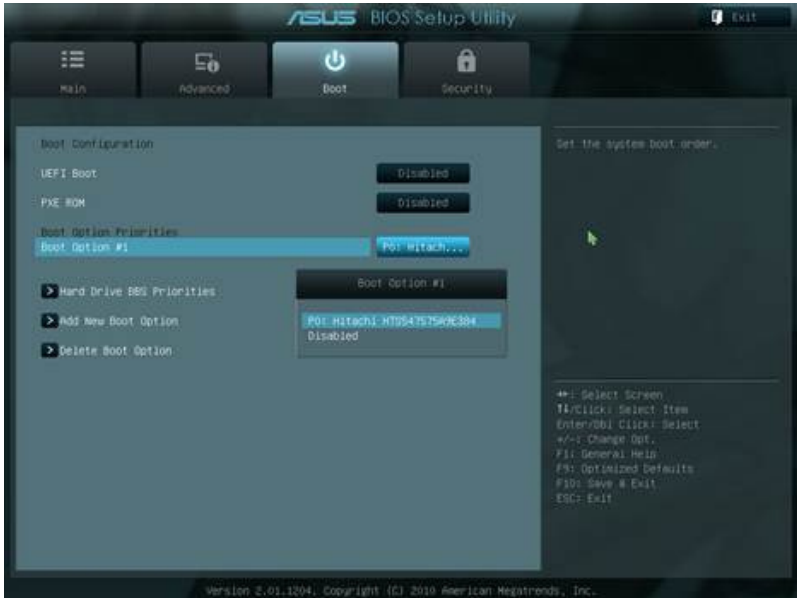 ASUS BIOS Setup Utility
Exit
Main
Advanced
Boot
Security
Boot Configuration
UEFI Boot
Disabled
PXE ROM
Disabled
Boot Option Priorities
Boot Option #1
P0: Hitach...
Hard Drive BBS Priorities
Add New Boot Option
Delete Boot Option
Boot Option #1
P0: Hitachi HTS547575A9E384
Disabled
Set the system boot order.
→←: Select Screen
↑↓/Click: Select Item
Enter/Dbl Click: Select
+/-: Change Opt.
F1: General Help
F9: Optimized Defaults
F10: Save & Exit
ESC: Exit
Version 2.01.1204. Copyright (C) 2010 American Megatrends, Inc.